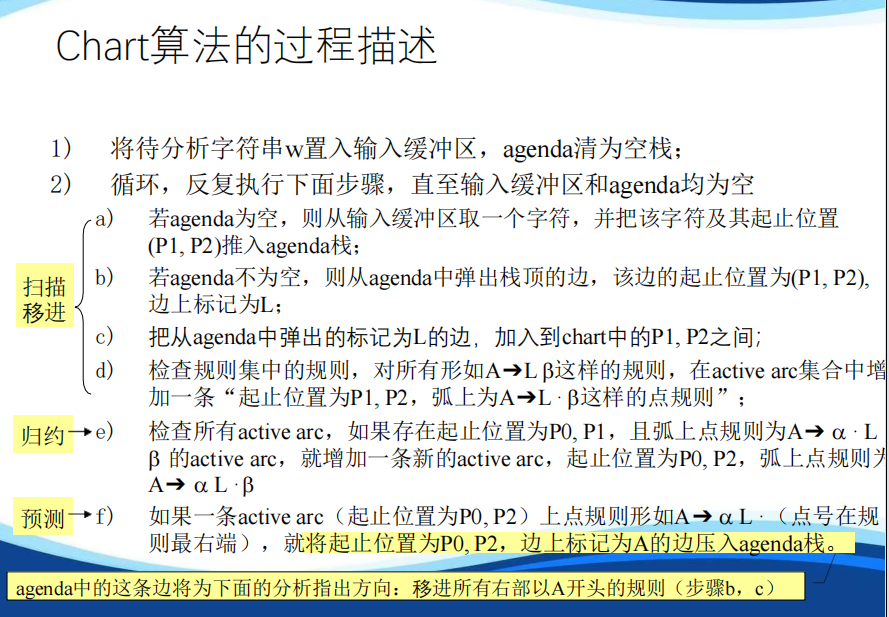 Chart算法的过程描述
1) 将待分析字符串w置入输入缓冲区，agenda清为空栈；
2) 循环，反复执行下面步骤，直至输入缓冲区和agenda均为空
a) 若agenda为空，则从输入缓冲区取一个字符，并把该字符及其起止位置
(P1, P2)推入agenda栈；
扫描
移进
b) 若agenda不为空，则从agenda中弹出栈顶的边，该边的起止位置为(P1, P2),
边上标记为L；
c) 把从agenda中弹出的标记为L的边，加入到chart中的P1, P2之间；
d) 检查规则集中的规则，对所有形如A➔L β这样的规则，在active arc集合中增
加一条“起止位置为P1, P2，弧上为A➔L · β这样的点规则”；
归约
e) 检查所有active arc，如果存在起止位置为P0, P1，且弧上点规则为A➔ α · L
β 的active arc，就增加一条新的active arc，起止位置为P0, P2，弧上点规则为
A➔ α L ·β
预测
f) 如果一条active arc（起止位置为P0, P2）上点规则形如A➔ α L ·（点号在规
则最右端），就将起止位置为P0, P2，边上标记为A的边压入agenda栈。
agenda中的这条边将为下面的分析指出方向：移进所有右部以A开头的规则（步骤b，c）